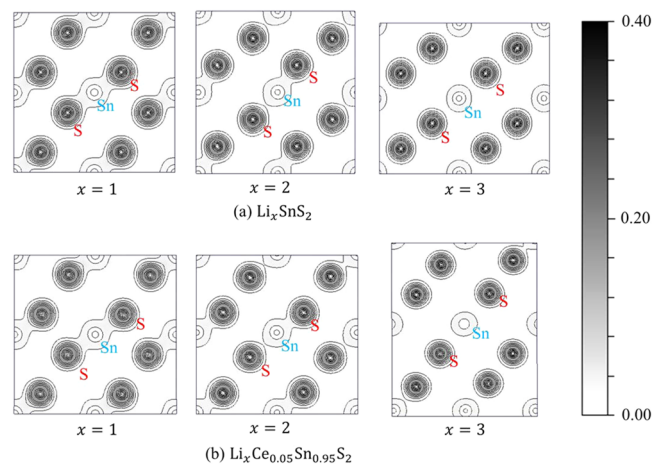 0.40
S
Sn
S
S
Sn
S
S
Sn
S
x = 1
x = 2
x = 3
(a) LiₓSnS₂
0.20
S
Sn
S
S
Sn
S
S
Sn
S
x = 1
x = 2
x = 3
0.00
(b) LiₓCe₀.₀₅Sn₀.₉₅S₂